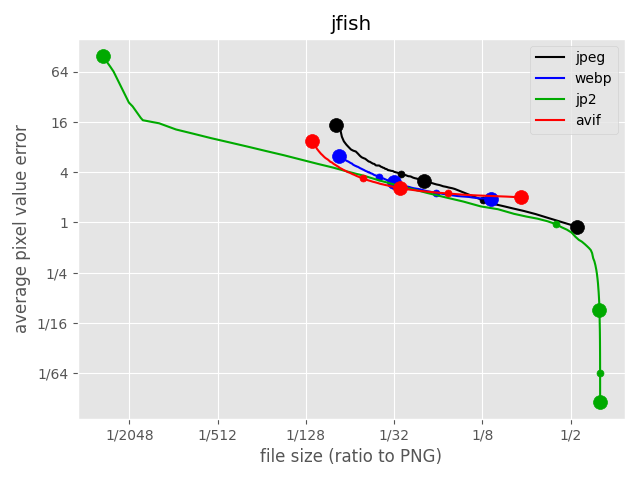 jfish
jpeg
webp
jp2
avif
64
16
4
1
1/4
1/16
1/64
average pixel value error
1/2048
1/512
1/128
1/32
1/8
1/2
file size (ratio to PNG)